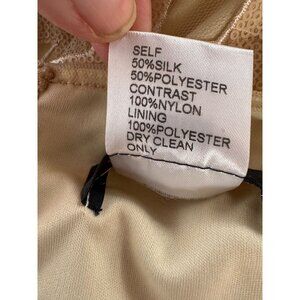 SELF
50%SILK
50%POLYESTER
CONTRAST
100%NYLON
LINING
100%POLYESTER
DRY CLEAN
ONLY